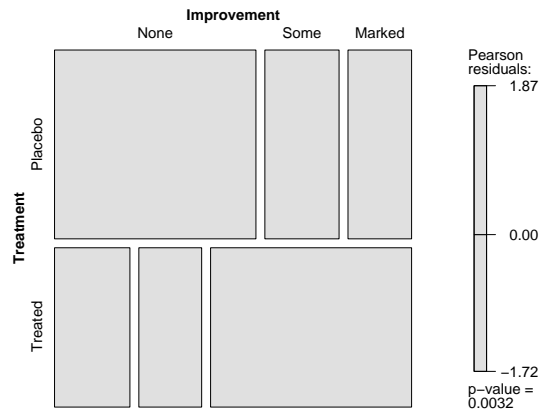 Improvement
None Some Marked
Treatment
Placebo
Treated
Pearson
residuals:
1.87
0.00
−1.72
p−value =
0.0032